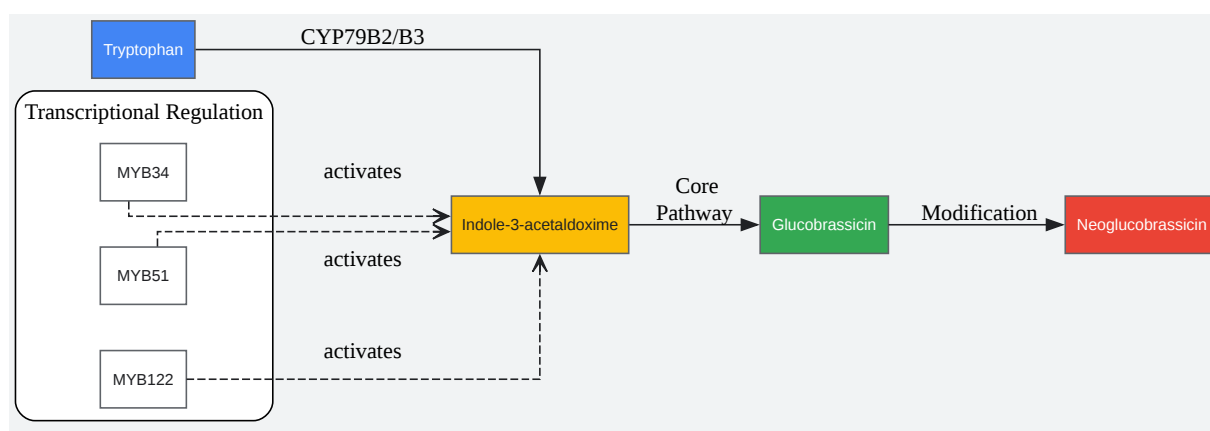 CYP79B2/B3
Tryptophan
Transcriptional Regulation
MYB34
activates
Core
Pathway
Indole-3-acetaldoxime
Glucobrassicin
Modification
Neoglucobrassicin
MYB51
activates
activates
MYB122